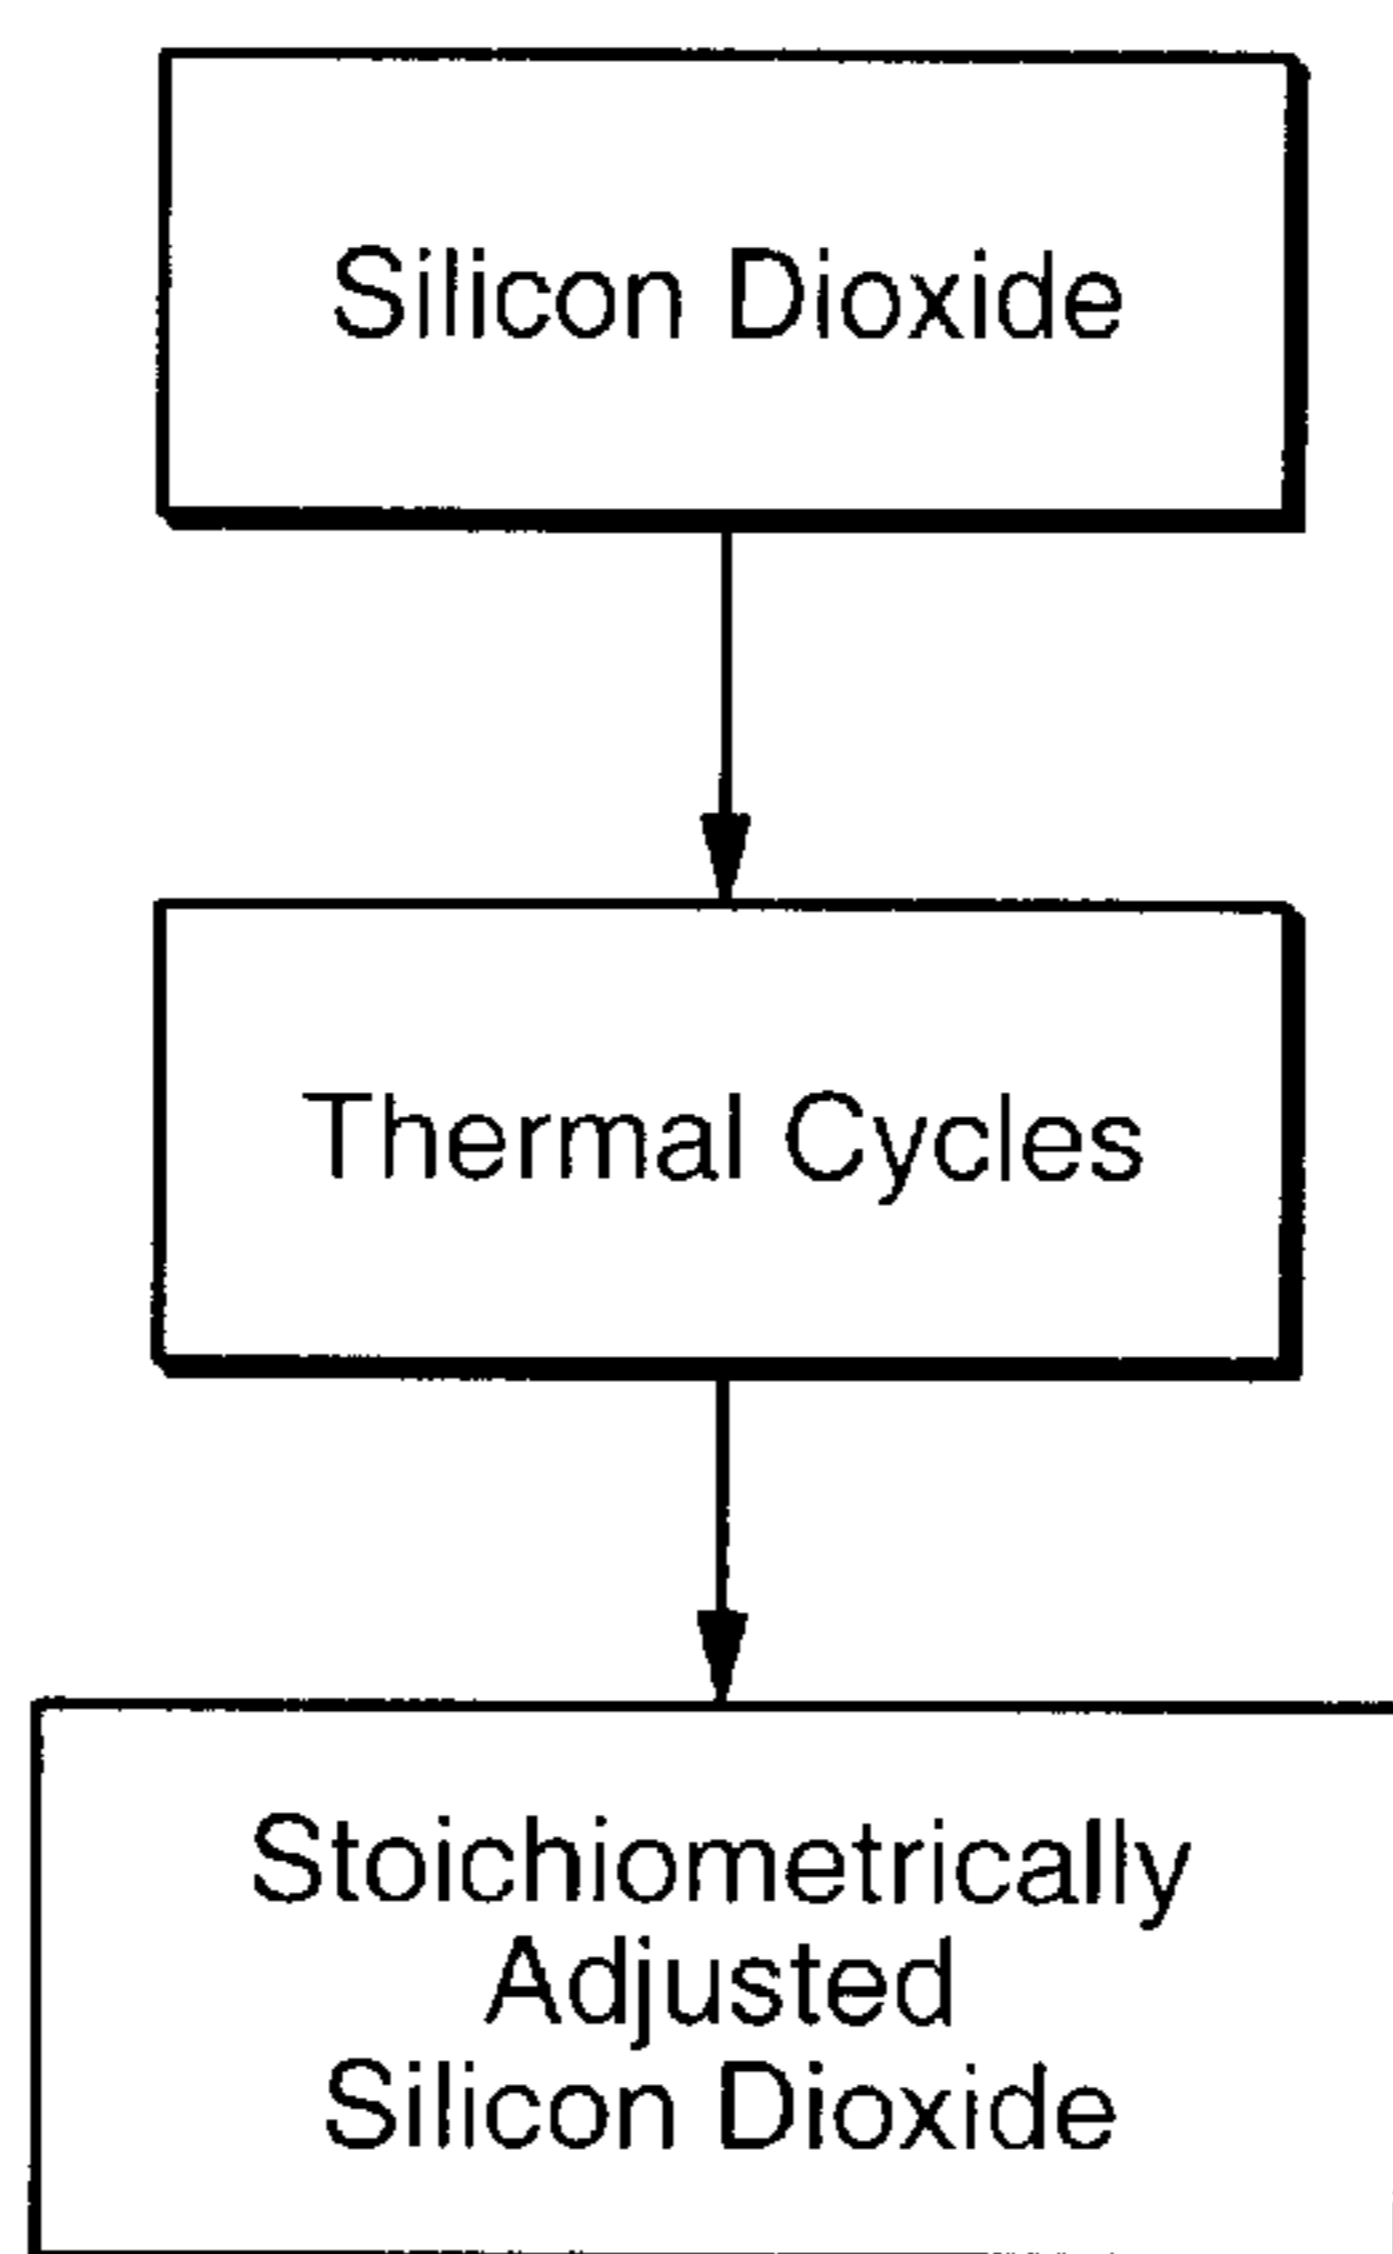 Silicon Dioxide
Thermal Cycles
Stoichiometrically
Adjusted
Silicon Dioxide